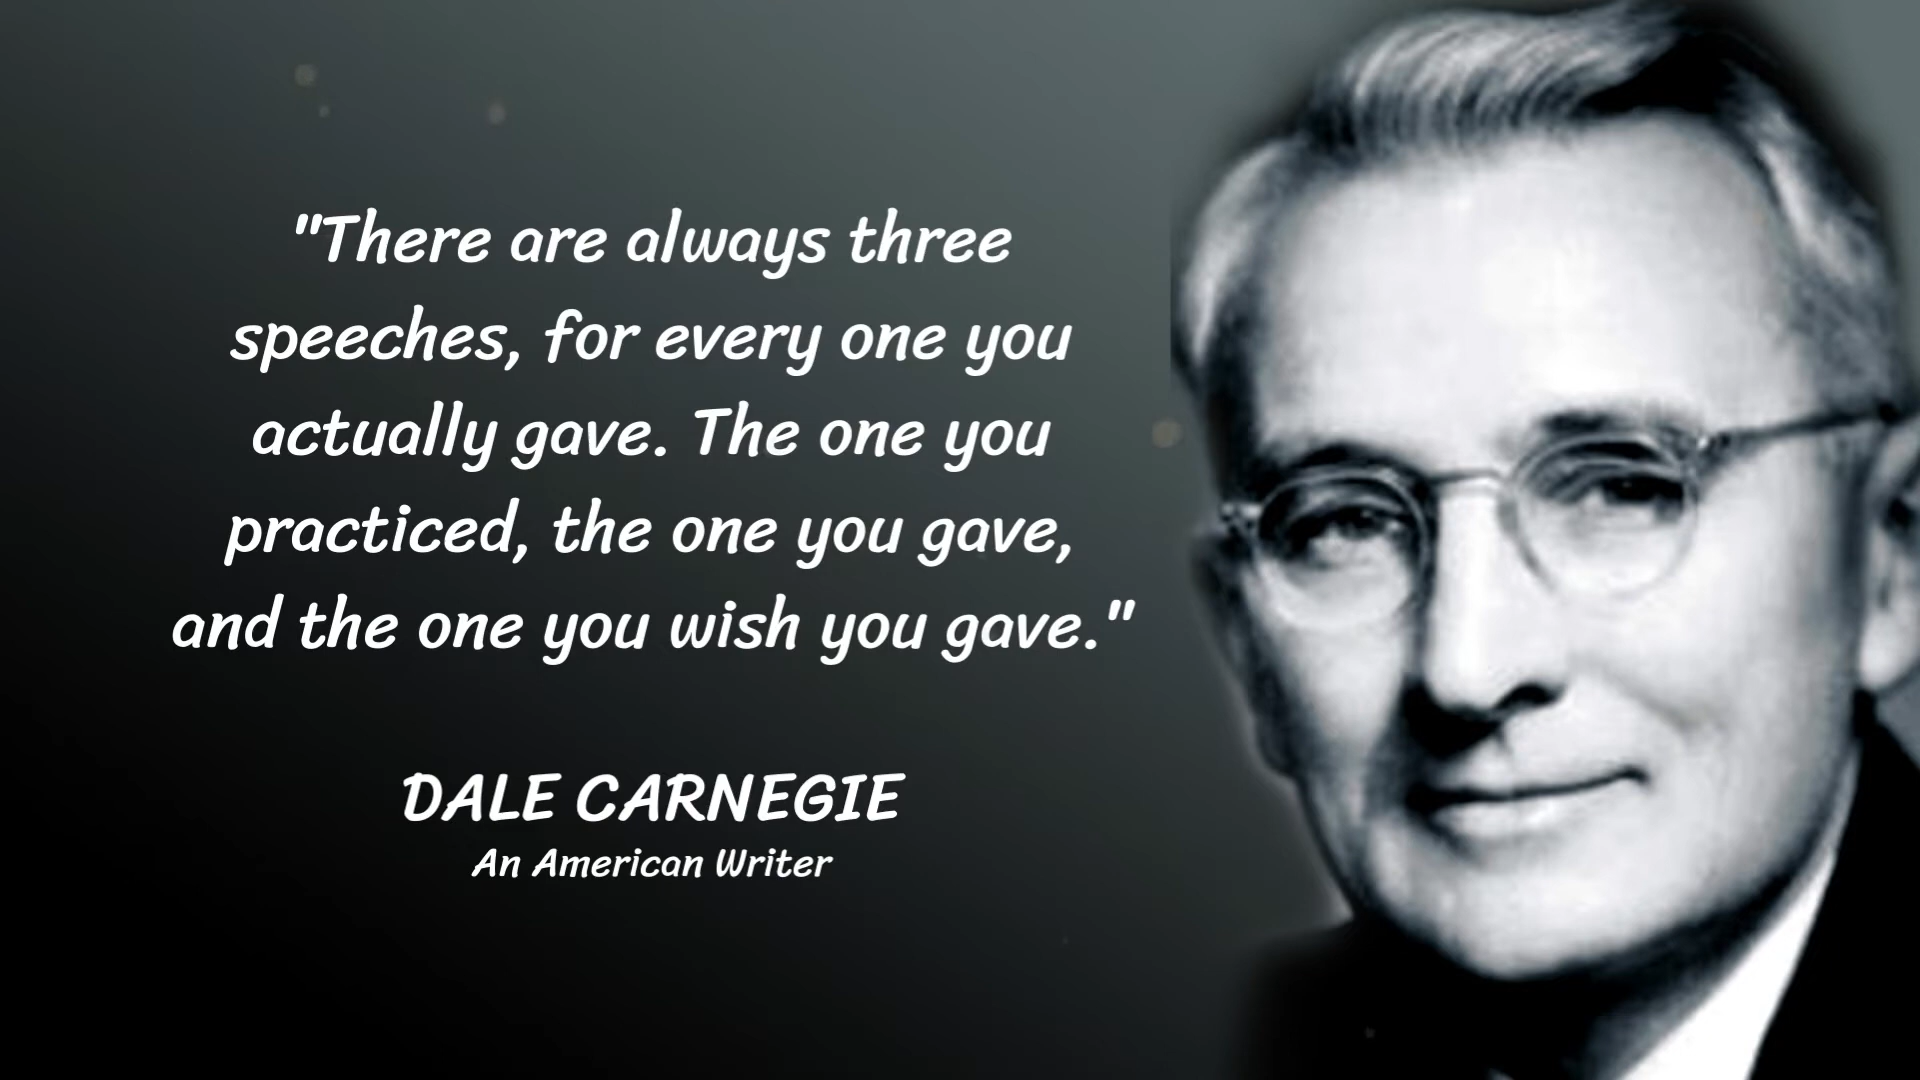 "There are always three
speeches, for every one you
actually gave. The one you
practiced, the one you gave,
and the one you wish you gave."
DALE CARNEGIE
An American Writer